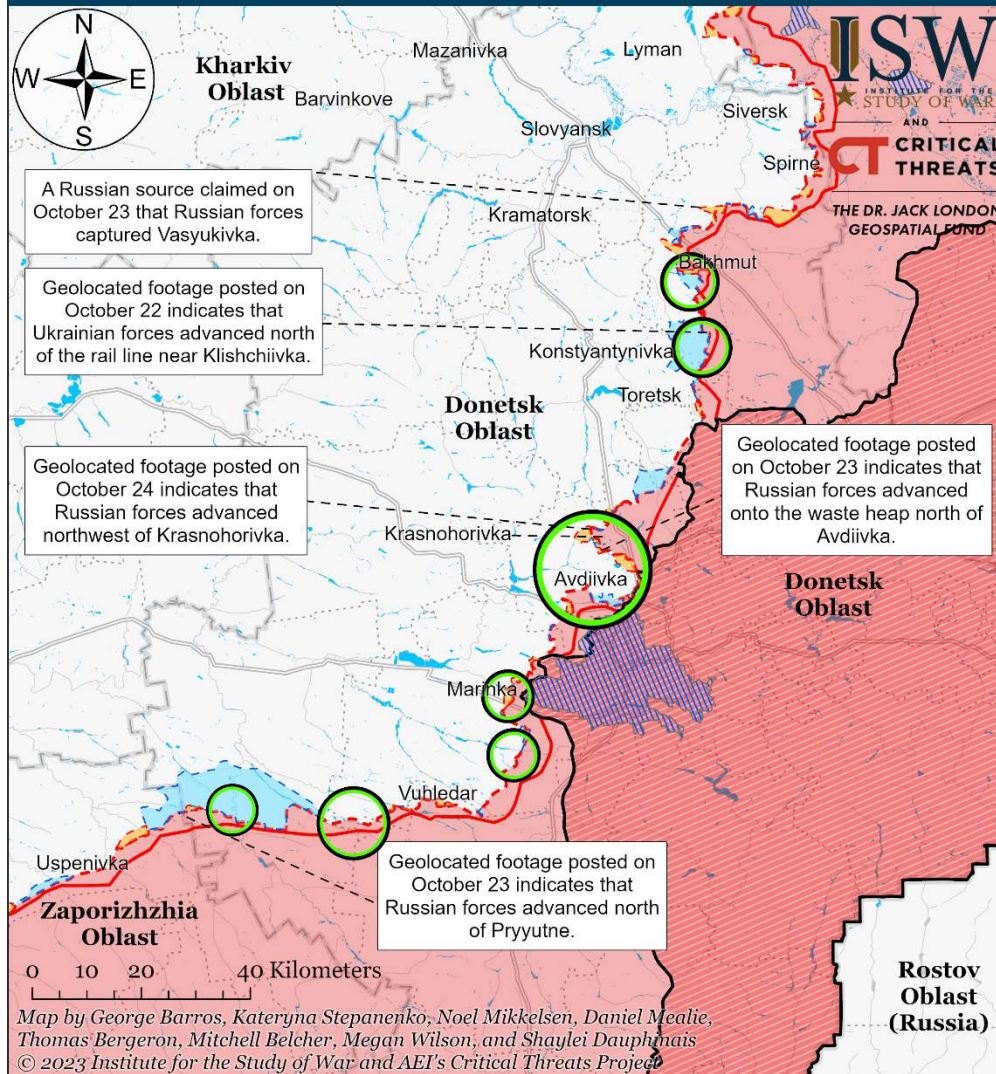 N
W
E
S
Kharkiv
Oblast
Mazanivka
Lyman
Barvinkove
Siversk
Slovyansk
Spirne
Kramatorsk
ISW
INSTITUTE FOR THE
STUDY OF WAR
AND
CT
CRITICAL
THREATS
THE DR. JACK LONDON
GEOSPATIAL FUND
A Russian source claimed on
October 23 that Russian forces
captured Vasyukivka.
Bakhmut
Geolocated footage posted on
October 22 indicates that
Ukrainian forces advanced north
of the rail line near Klishchiivka.
Konstyantynivka
Toretsk
Donetsk
Oblast
Geolocated footage posted on
October 24 indicates that
Russian forces advanced
northwest of Krasnohorivka.
Geolocated footage posted
on October 23 indicates that
Russian forces advanced
onto the waste heap north of
Avdiivka.
Krasnohorivka
Avdiivka
Donetsk
Oblast
Marinka
Vuhledar
Uspenivka
Geolocated footage posted on
October 23 indicates that
Russian forces advanced north
of Pryyutne.
Zaporizhzhia
Oblast
0 10 20 40 Kilometers
Rostov
Oblast
(Russia)
Map by George Barros, Kateryna Stepanenko, Noel Mikkelsen, Daniel Mealie,
Thomas Bergeron, Mitchell Belcher, Megan Wilson, and Shaylei Dauphinais
© 2023 Institute for the Study of War and AEI's Critical Threats Project